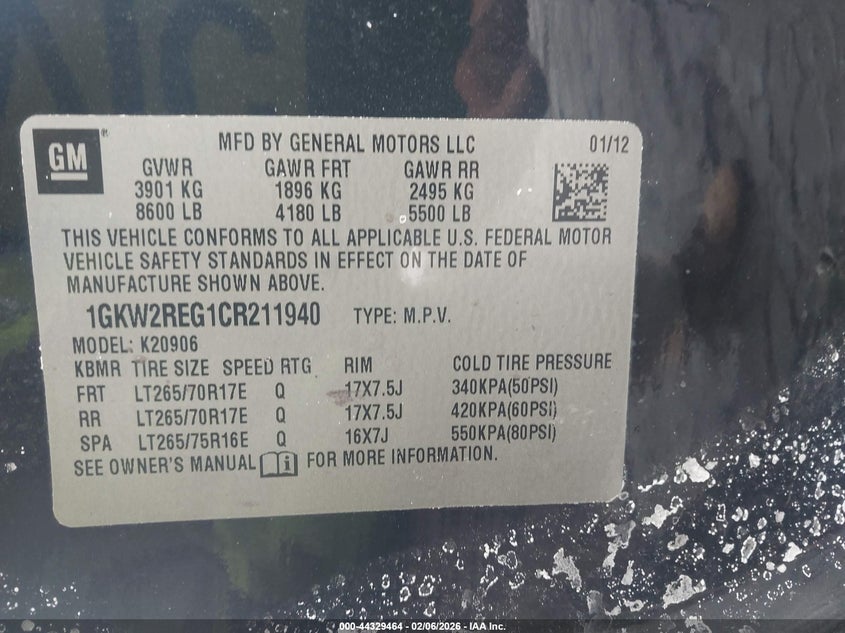 GM
MFD BY GENERAL MOTORS LLC 01/12
GVWR GAWR FRT GAWR RR
3901 KG 1896 KG 2495 KG
8600 LB 4180 LB 5500 LB
THIS VEHICLE CONFORMS TO ALL APPLICABLE U.S. FEDERAL MOTOR
VEHICLE SAFETY STANDARDS IN EFFECT ON THE DATE OF
MANUFACTURE SHOWN ABOVE.
1GKW2REG1CR211940 TYPE: M.P.V.
MODEL: K20906
KBMR TIRE SIZE SPEED RTG RIM COLD TIRE PRESSURE
FRT LT265/70R17E Q 17X7.5J 340KPA(50PSI)
RR LT265/70R17E Q 17X7.5J 420KPA(60PSI)
SPA LT265/75R16E Q 16X7J 550KPA(80PSI)
SEE OWNER'S MANUAL FOR MORE INFORMATION.
000-44329464 - 02/06/2026 - IAA Inc.